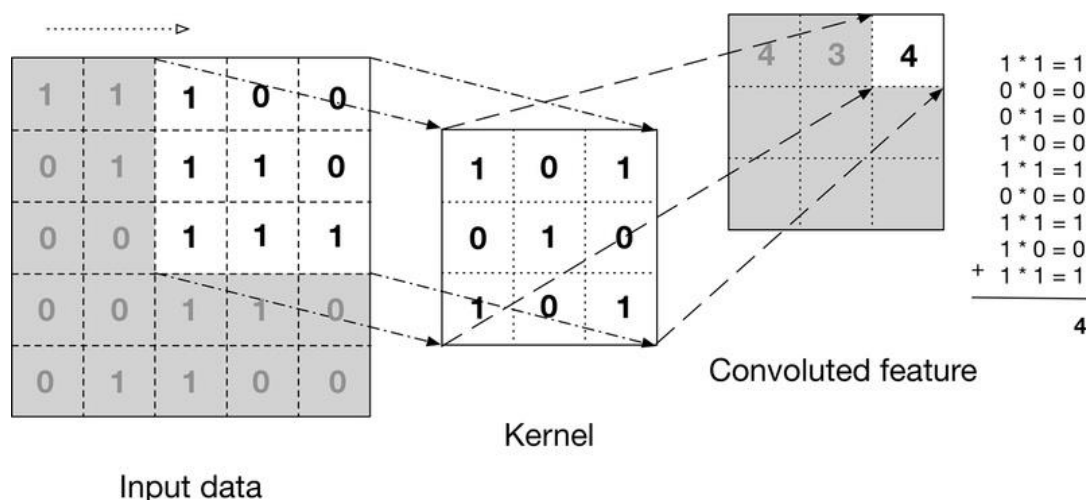 1 1 1 0 0
0 1 1 1 0
0 0 1 1 1
0 0 1 1 0
0 1 1 0 0
Input data
1 0 1
0 1 0
1 0 1
Kernel
4 3 4
Convoluted feature
1 * 1 = 1
0 * 0 = 0
0 * 1 = 0
1 * 0 = 0
1 * 1 = 1
0 * 0 = 0
1 * 1 = 1
1 * 0 = 0
+ 1 * 1 = 1
4